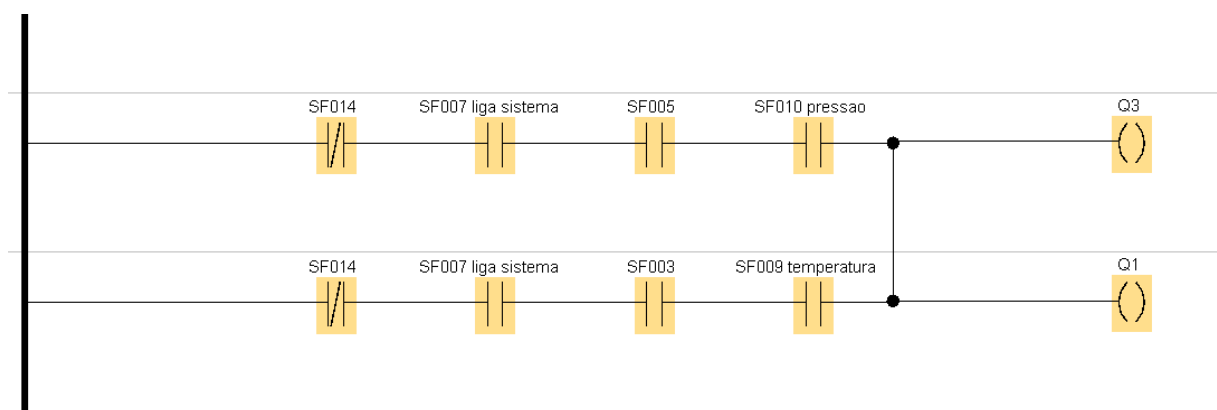 SF014 SF007 liga sistema SF005 SF010 pressao Q3
SF014 SF007 liga sistema SF003 SF009 temperatura Q1